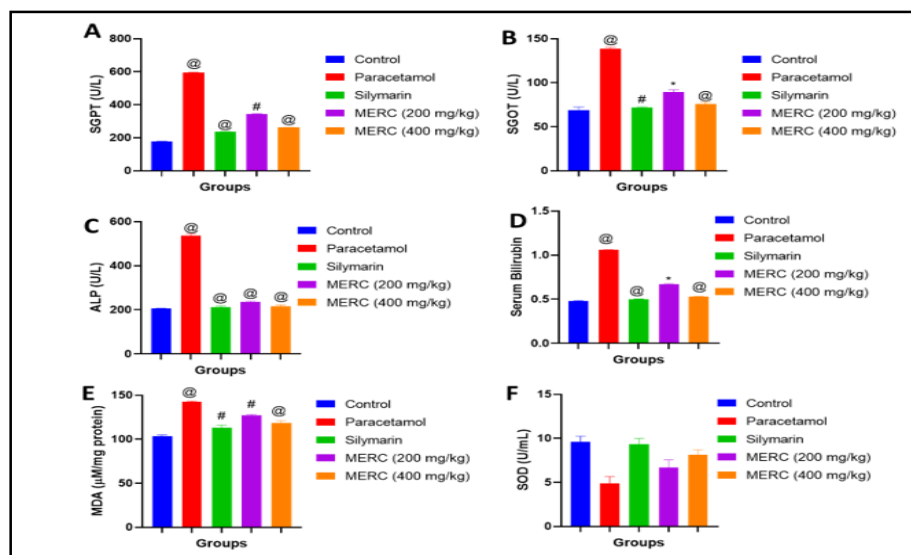 A
SGPT (U/L)
800
600
400
200
0
@
@
#
@
Groups
Control
Paracetamol
Silymarin
MERC (200 mg/kg)
MERC (400 mg/kg)
B
SGOT (U/L)
150
100
50
0
@
#
*
@
Groups
Control
Paracetamol
Silymarin
MERC (200 mg/kg)
MERC (400 mg/kg)
C
ALP (U/L)
600
400
200
0
@
@
@
@
Groups
Control
Paracetamol
Silymarin
MERC (200 mg/kg)
MERC (400 mg/kg)
D
Serum Bilirubin
1.5
1.0
0.5
0.0
@
@
*
@
Groups
Control
Paracetamol
Silymarin
MERC (200 mg/kg)
MERC (400 mg/kg)
E
MDA (µM/mg protein)
150
100
50
0
@
#
#
@
Groups
Control
Paracetamol
Silymarin
MERC (200 mg/kg)
MERC (400 mg/kg)
F
SOD (U/mL)
15
10
5
0
Groups
Control
Paracetamol
Silymarin
MERC (200 mg/kg)
MERC (400 mg/kg)